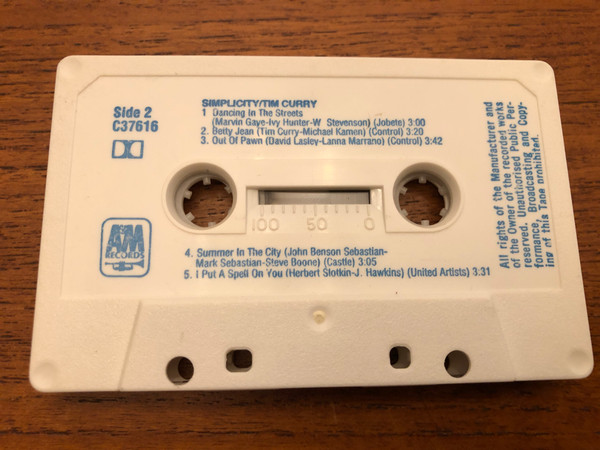 Side 2
C37616
SIMPLICITY/TIM CURRY
1 Dancing In The Streets
(Marvin Gaye-Ivy Hunter-W Stevenson) (Jobete) 3:00
2. Betty Jean (Tim Curry-Michael Kamen) (Control) 3:20
3. Out Of Pawn (David Lasley-Lanna Marrano) (Control) 3:42
100 50 0
A&M
RECORDS
4. Summer In The City (John Benson Sebastian-
Mark Sebastian-Steve Boone) (Castle) 3:05
5. I Put A Spell On You (Herbert Slotkin-J. Hawkins) (United Artists) 3:31
All rights of the Manufacturer and
of the Owner of the recorded works
reserved. Unauthorised Public Per-
formance, Broadcasting and Copy-
ing of this Tape prohibited.